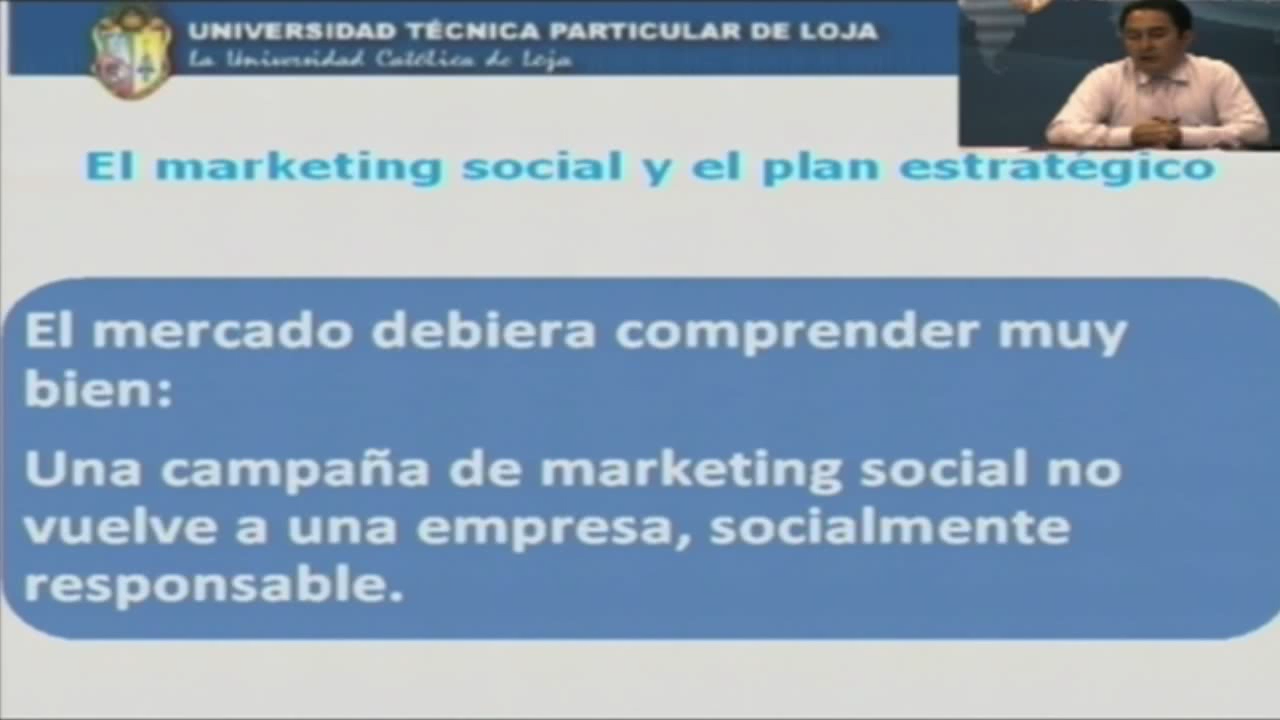 UNIVERSIDAD TÉCNICA PARTICULAR DE LOJA
La Universidad Católica de Loja
El marketing social y el plan estratégico
El mercado debiera comprender muy
bien:
Una campaña de marketing social no
vuelve a una empresa, socialmente
responsable.